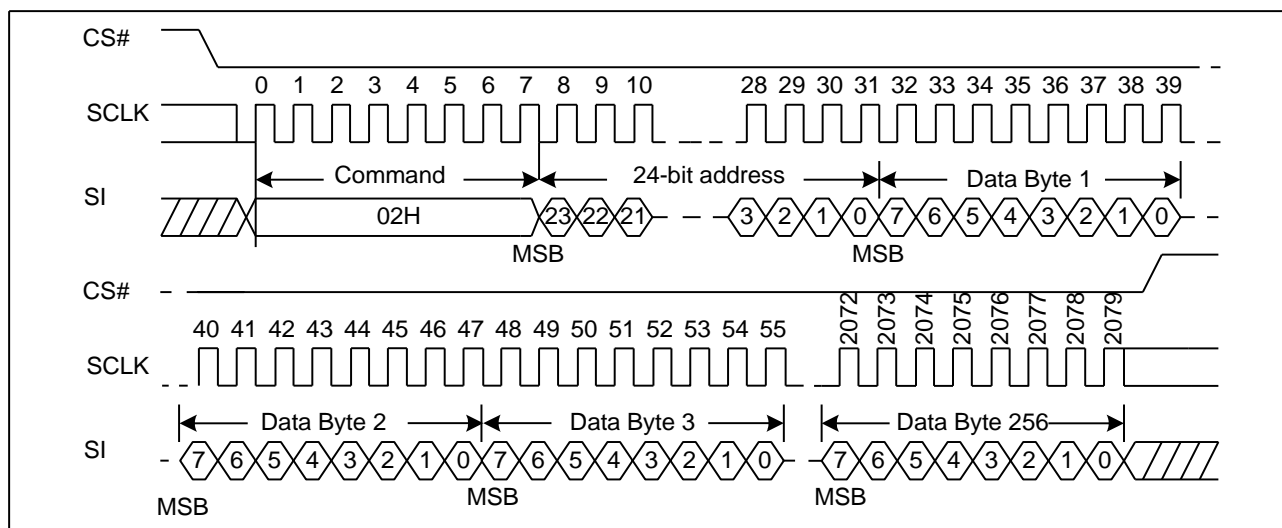 CS#
0 1 2 3 4 5 6 7 8 9 10 28 29 30 31 32 33 34 35 36 37 38 39
SCLK
Command 24-bit address Data Byte 1
SI
02H 23 22 21 3 2 1 0 7 6 5 4 3 2 1 0
MSB MSB
CS#
40 41 42 43 44 45 46 47 48 49 50 51 52 53 54 55 2072 2073 2074 2075 2076 2077 2078 2079
SCLK
Data Byte 2 Data Byte 3 Data Byte 256
SI
7 6 5 4 3 2 1 0 7 6 5 4 3 2 1 0 7 6 5 4 3 2 1 0
MSB MSB MSB